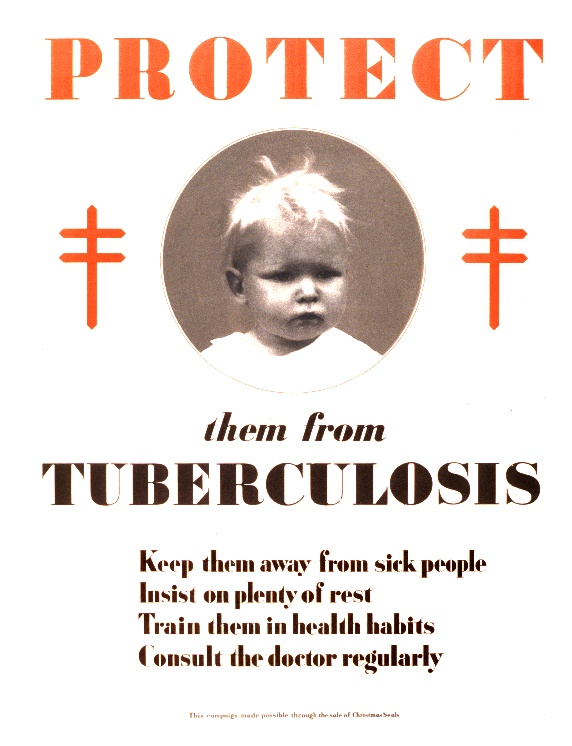 PROTECT
them from
TUBERCULOSIS
Keep them away from sick people
Insist on plenty of rest
Train them in health habits
Consult the doctor regularly
This campaign made possible through the sale of Christmas Seals